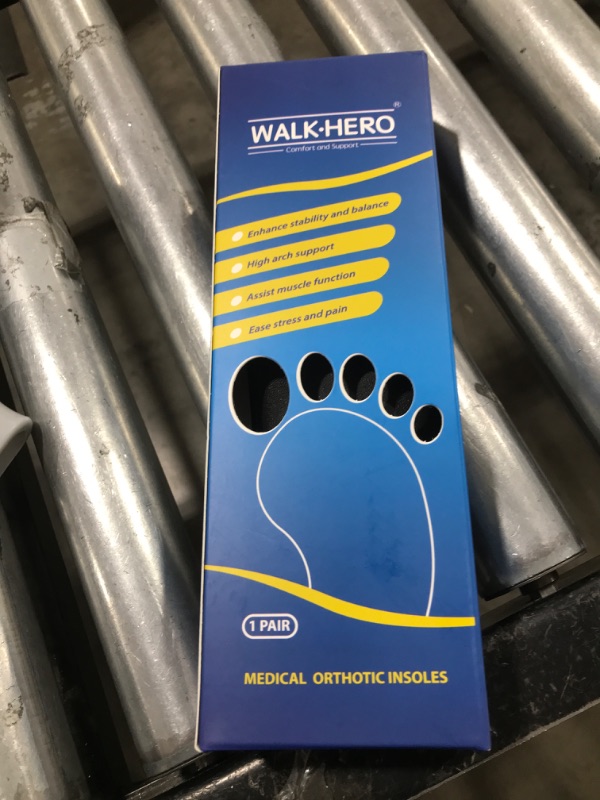 WALK·HERO®
Comfort and Support
Enhance stability and balance
High arch support
Assist muscle function
Ease stress and pain
1 PAIR
MEDICAL ORTHOTIC INSOLES